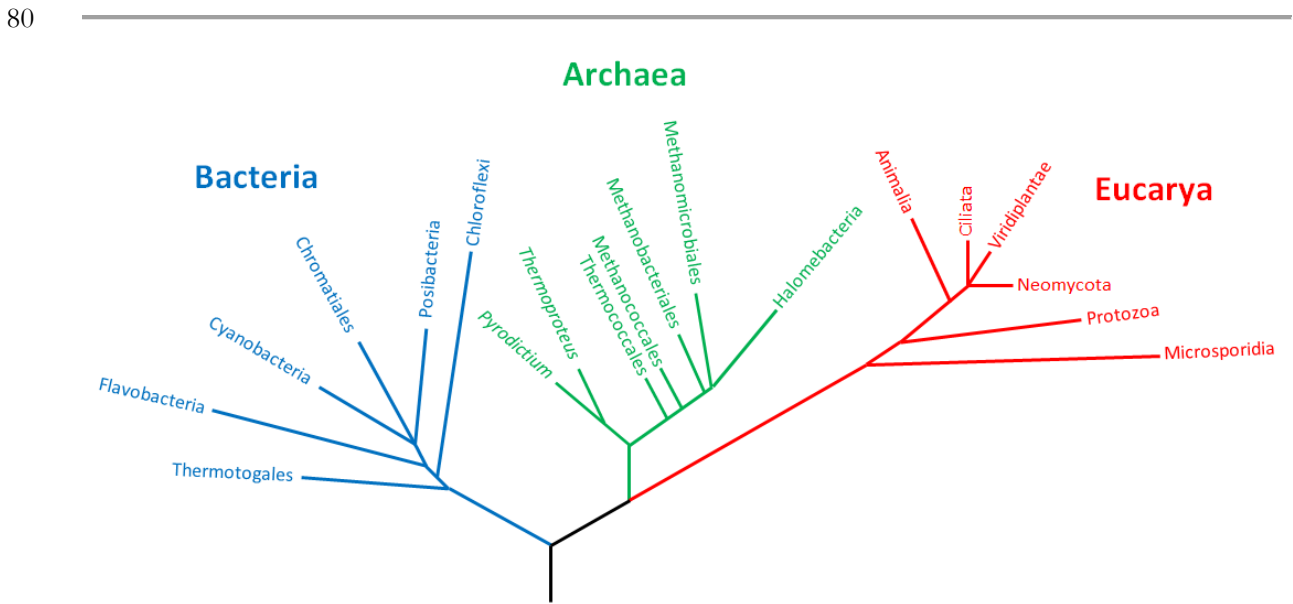 80
Archaea
Bacteria
Eucarya
Thermotogales
Flavobacteria
Cyanobacteria
Chromatiales
Posibacteria
Chloroflexi
Pyrodictium
Thermoproteus
Thermococcales
Methanococcales
Methanobacteriales
Methanomicrobiales
Halomebacteria
Animalia
Ciliata
Viridiplantae
Neomycota
Protozoa
Microsporidia